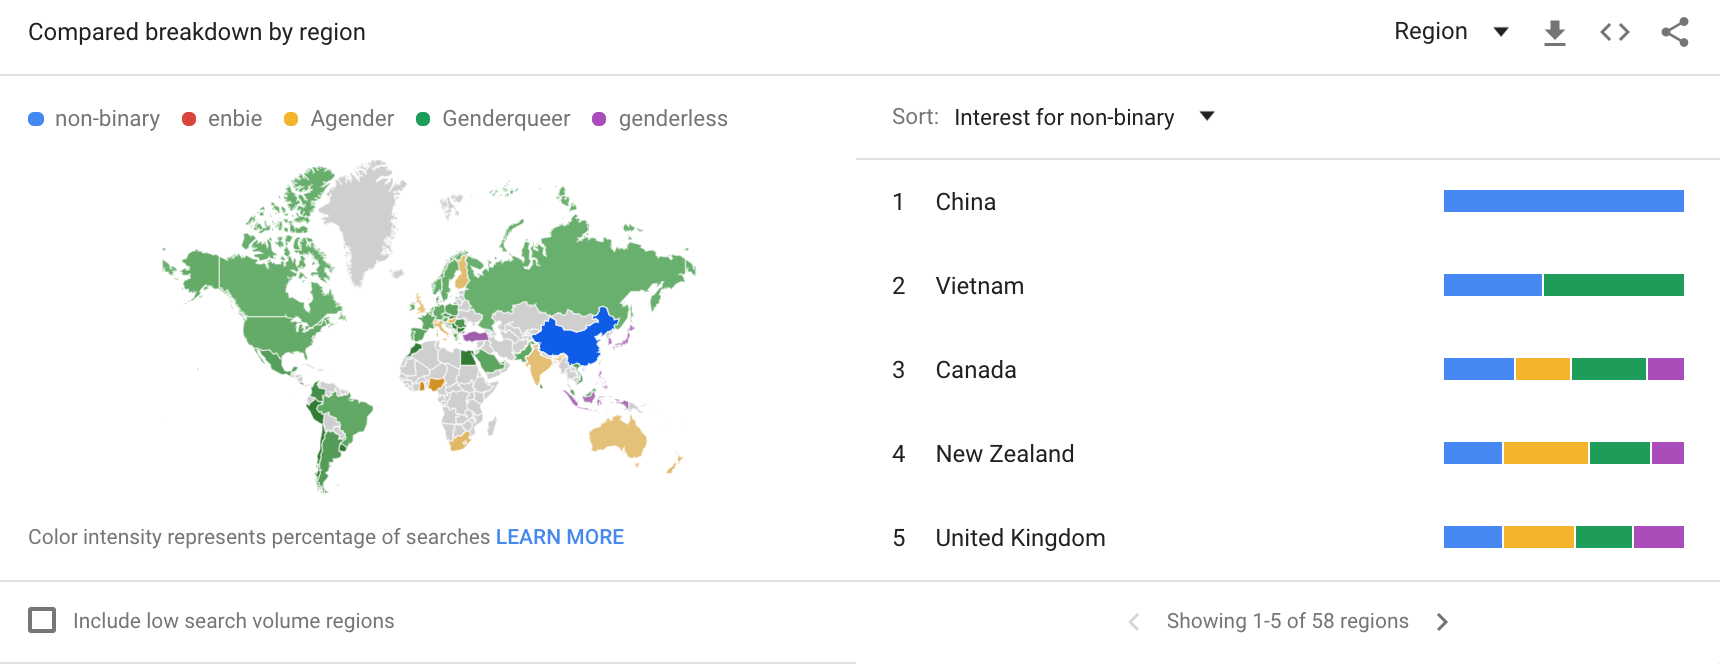 Compared breakdown by region
Region
non-binary enbie Agender Genderqueer genderless
Sort: Interest for non-binary
1 China
2 Vietnam
3 Canada
4 New Zealand
5 United Kingdom
Color intensity represents percentage of searches LEARN MORE
Include low search volume regions
Showing 1-5 of 58 regions